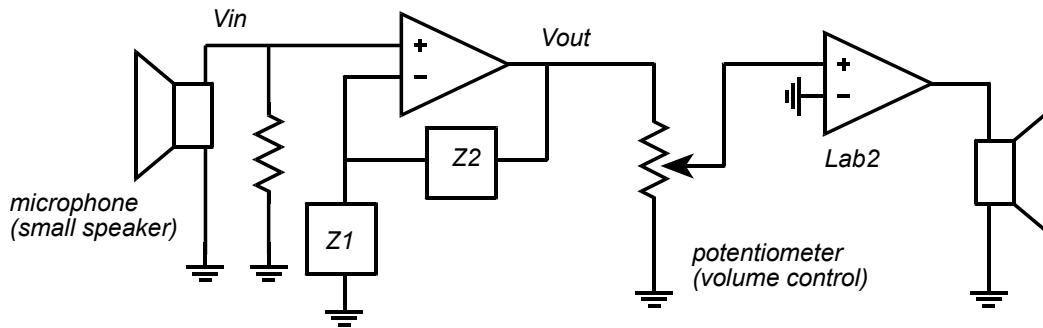 Vin
+
−
Vout
Z2
Z1
microphone
(small speaker)
+
−
Lab2
potentiometer
(volume control)